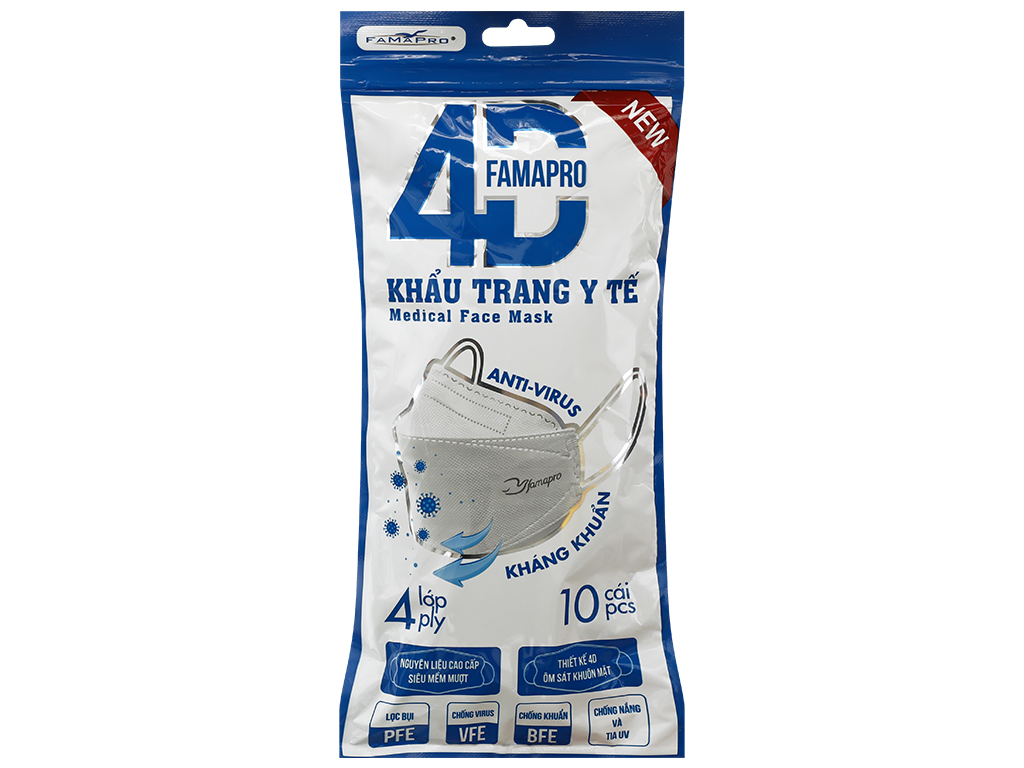 FAMAPRO®
NEW
4D
FAMAPRO
KHẨU TRANG Y TẾ
Medical Face Mask
ANTI-VIRUS
famapro
KHÁNG KHUẨN
4 lớp
ply
10 cái
pcs
NGUYÊN LIỆU CAO CẤP
SIÊU MỀM MƯỢT
THIẾT KẾ 4D
ÔM SÁT KHUÔN MẶT
LỌC BỤI
PFE
CHỐNG VIRUS
VFE
CHỐNG KHUẨN
BFE
CHỐNG NẮNG
VÀ
TIA UV